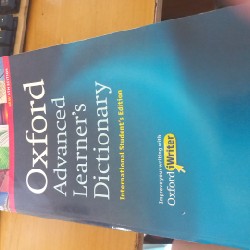 Oxford
Advanced
Learner's
Dictionary
International Student's Edition
Improve your writing with
Oxford iWriter